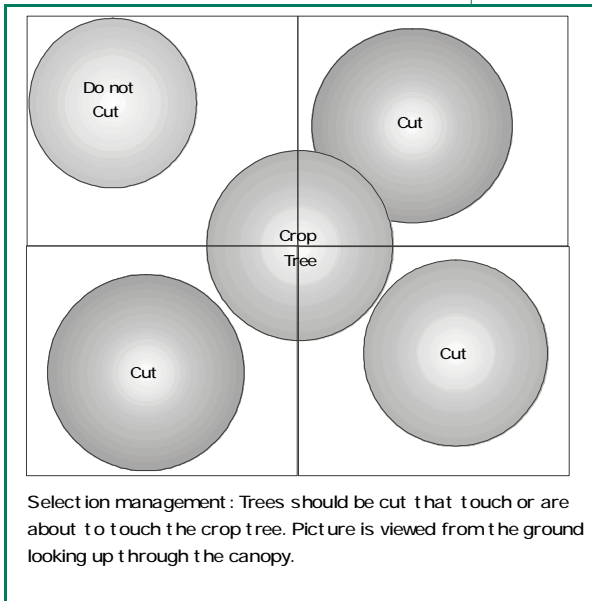 Do not
Cut
Cut
Crop
Tree
Cut
Cut
Selection management: Trees should be cut that touch or are
about to touch the crop tree. Picture is viewed from the ground
looking up through the canopy.